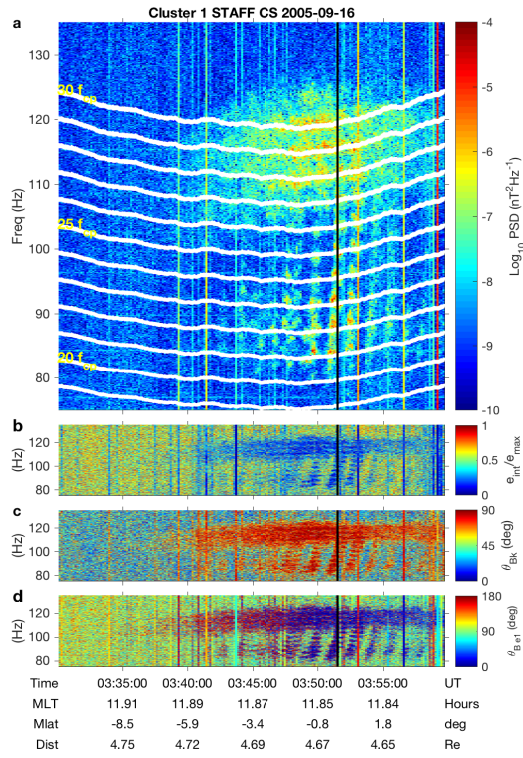 Cluster 1 STAFF CS 2005-09-16
a
130
120
110
100
90
80
Freq (Hz)
25 fcp
20 fcp
-4
-5
-6
-7
-8
-9
-10
Log10 PSD (nT²Hz⁻¹)
b
120
100
80
(Hz)
1
0.5
0
eint/emax
c
120
100
80
(Hz)
90
45
0
θBk (deg)
d
120
100
80
(Hz)
180
90
0
θB e1 (deg)
Time 03:35:00 03:40:00 03:45:00 03:50:00 03:55:00 UT
MLT 11.91 11.89 11.87 11.85 11.84 Hours
Mlat -8.5 -5.9 -3.4 -0.8 1.8 deg
Dist 4.75 4.72 4.69 4.67 4.65 Re